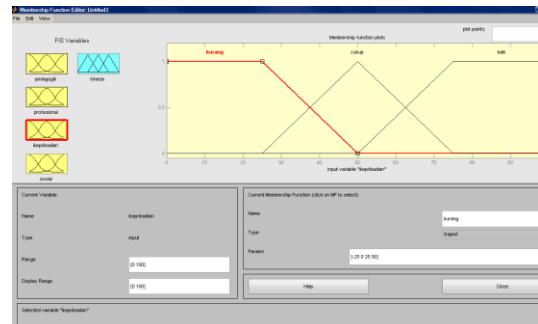 Membership Function Editor: Untitled3
File Edit View
FIS Variables
Membership function plots
plot points:
pedagogik
kinerja
profesional
kepribadian
sosial
kurang
cukup
baik
1
0.5
0
0 10 20 30 40 50 60 70 80 90
input variable "kepribadian"
Current Variable
Name kepribadian
Type input
Range [0 100]
Display Range [0 100]
Current Membership Function (click on MF to select)
Name kurang
Type trapmf
Params [-25 0 25 50]
Help
Close
Selected variable "kepribadian"